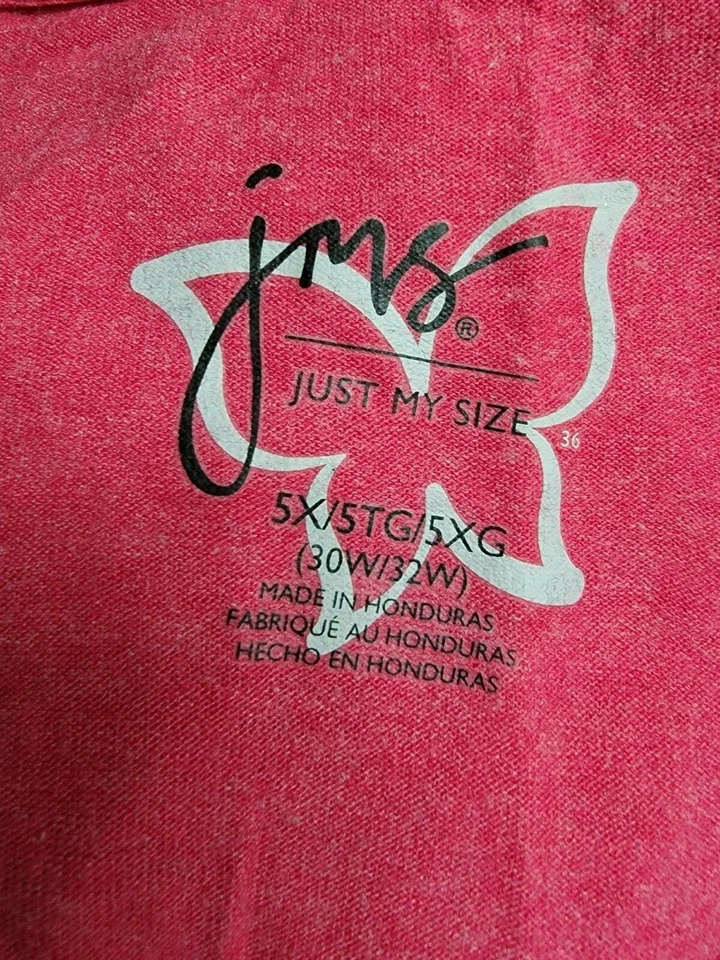 jms®
JUST MY SIZE
36
5X/5TG/5XG
(30W/32W)
MADE IN HONDURAS
FABRIQUÉ AU HONDURAS
HECHO EN HONDURAS